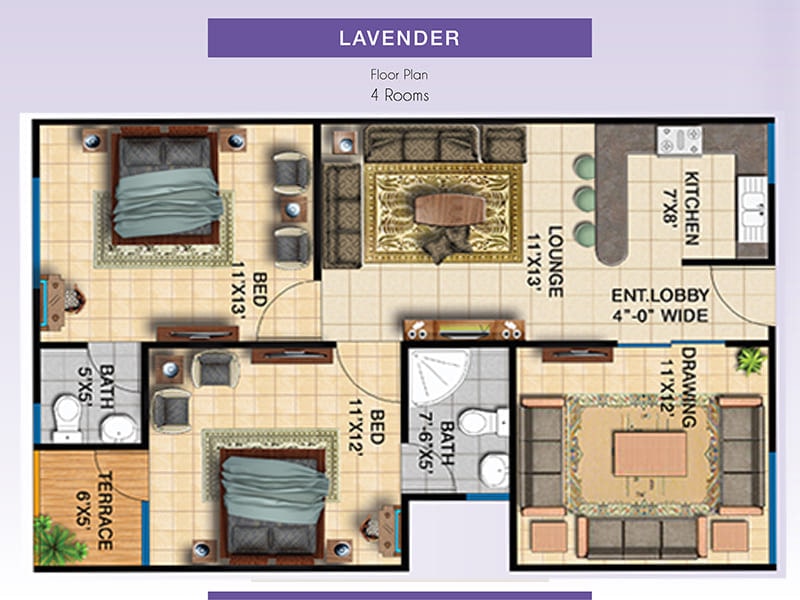 LAVENDER
Floor Plan
4 Rooms
BED
11'X13'
LOUNGE
11'X13'
KITCHEN
7'X8'
ENT.LOBBY
4"-0" WIDE
BATH
5'X5'
BED
11'X12'
BATH
7'-6"X5'
DRAWING
11'X12'
TERRACE
6'X5'